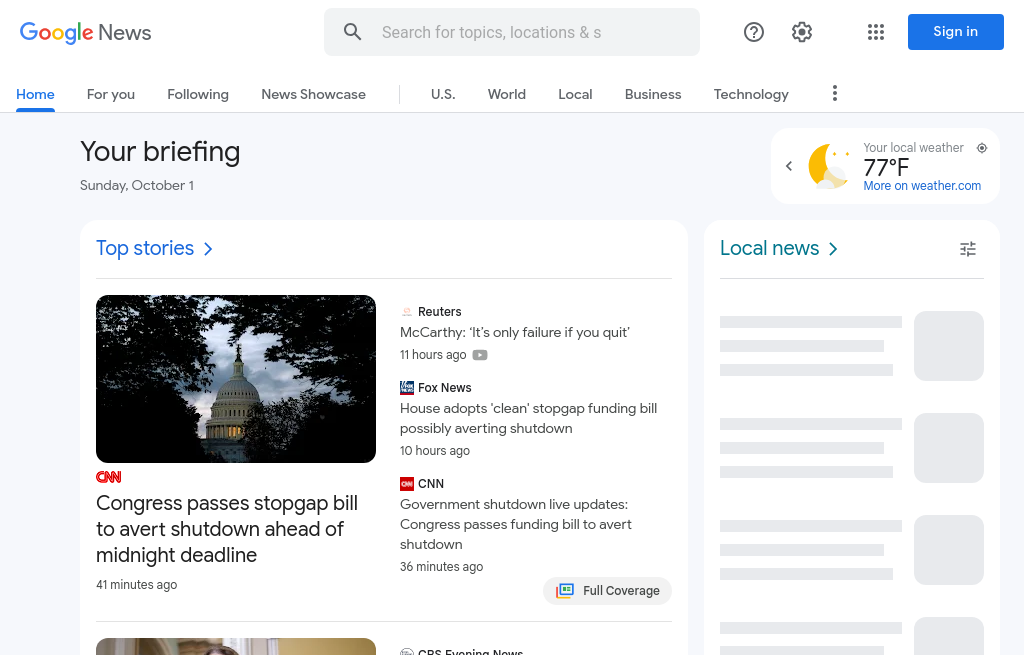 Google News
Search for topics, locations & s
Sign in
Home
For you
Following
News Showcase
U.S.
World
Local
Business
Technology
Your briefing
Sunday, October 1
Your local weather
77°F
More on weather.com
Top stories
Local news
CNN
Congress passes stopgap bill
to avert shutdown ahead of
midnight deadline
41 minutes ago
Reuters
McCarthy: ‘It’s only failure if you quit’
11 hours ago
Fox News
House adopts 'clean' stopgap funding bill
possibly averting shutdown
10 hours ago
CNN
Government shutdown live updates:
Congress passes funding bill to avert
shutdown
36 minutes ago
Full Coverage
CBS Evening News